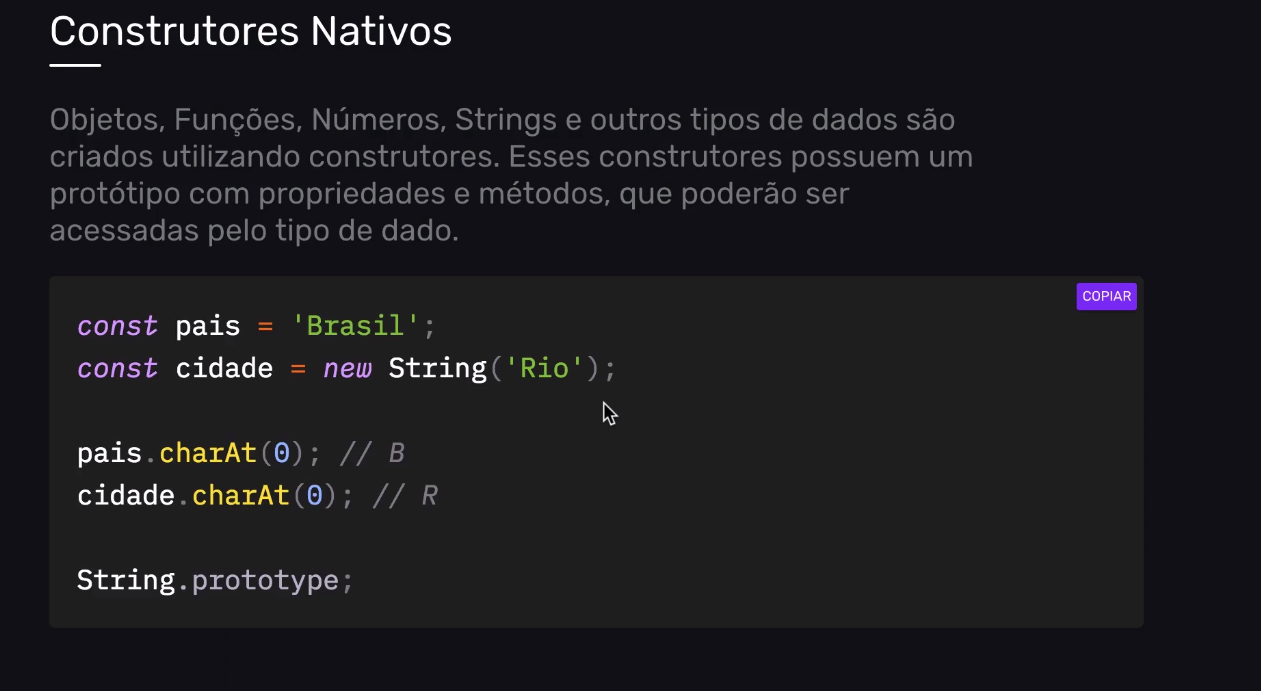 Construtores Nativos
Objetos, Funções, Números, Strings e outros tipos de dados são
criados utilizando construtores. Esses construtores possuem um
protótipo com propriedades e métodos, que poderão ser
acessadas pelo tipo de dado.
COPIAR
const pais = 'Brasil';
const cidade = new String('Rio');
pais.charAt(0); // B
cidade.charAt(0); // R
String.prototype;